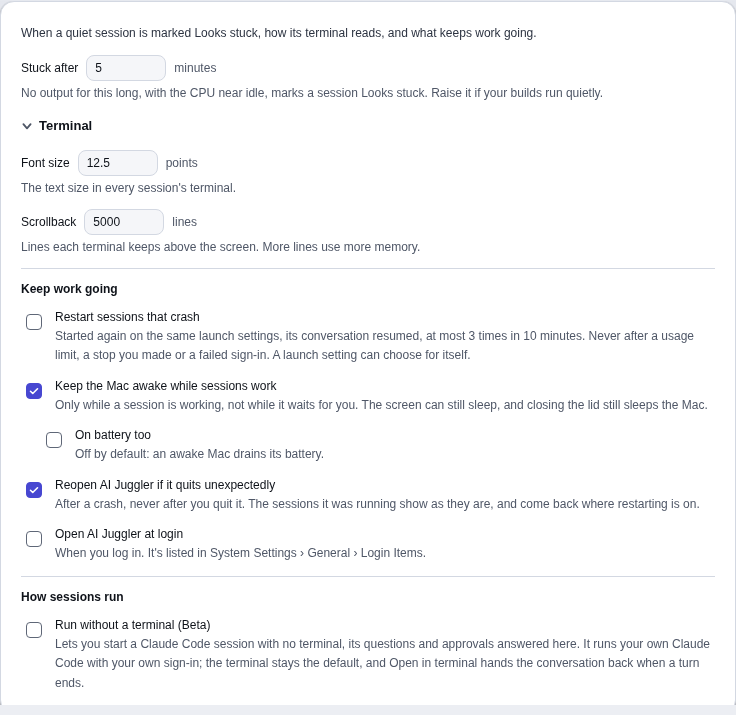 When a quiet session is marked Looks stuck, how its terminal reads, and what keeps work going.
Stuck after 5 minutes
No output for this long, with the CPU near idle, marks a session Looks stuck. Raise it if your builds run quietly.
Terminal
Font size 12.5 points
The text size in every session's terminal.
Scrollback 5000 lines
Lines each terminal keeps above the screen. More lines use more memory.
Keep work going
Restart sessions that crash
Started again on the same launch settings, its conversation resumed, at most 3 times in 10 minutes. Never after a usage
limit, a stop you made or a failed sign-in. A launch setting can choose for itself.
Keep the Mac awake while sessions work
Only while a session is working, not while it waits for you. The screen can still sleep, and closing the lid still sleeps the Mac.
On battery too
Off by default: an awake Mac drains its battery.
Reopen AI Juggler if it quits unexpectedly
After a crash, never after you quit it. The sessions it was running show as they are, and come back where restarting is on.
Open AI Juggler at login
When you log in. It's listed in System Settings › General › Login Items.
How sessions run
Run without a terminal (Beta)
Lets you start a Claude Code session with no terminal, its questions and approvals answered here. It runs your own Claude
Code with your own sign-in; the terminal stays the default, and Open in terminal hands the conversation back when a turn
ends.